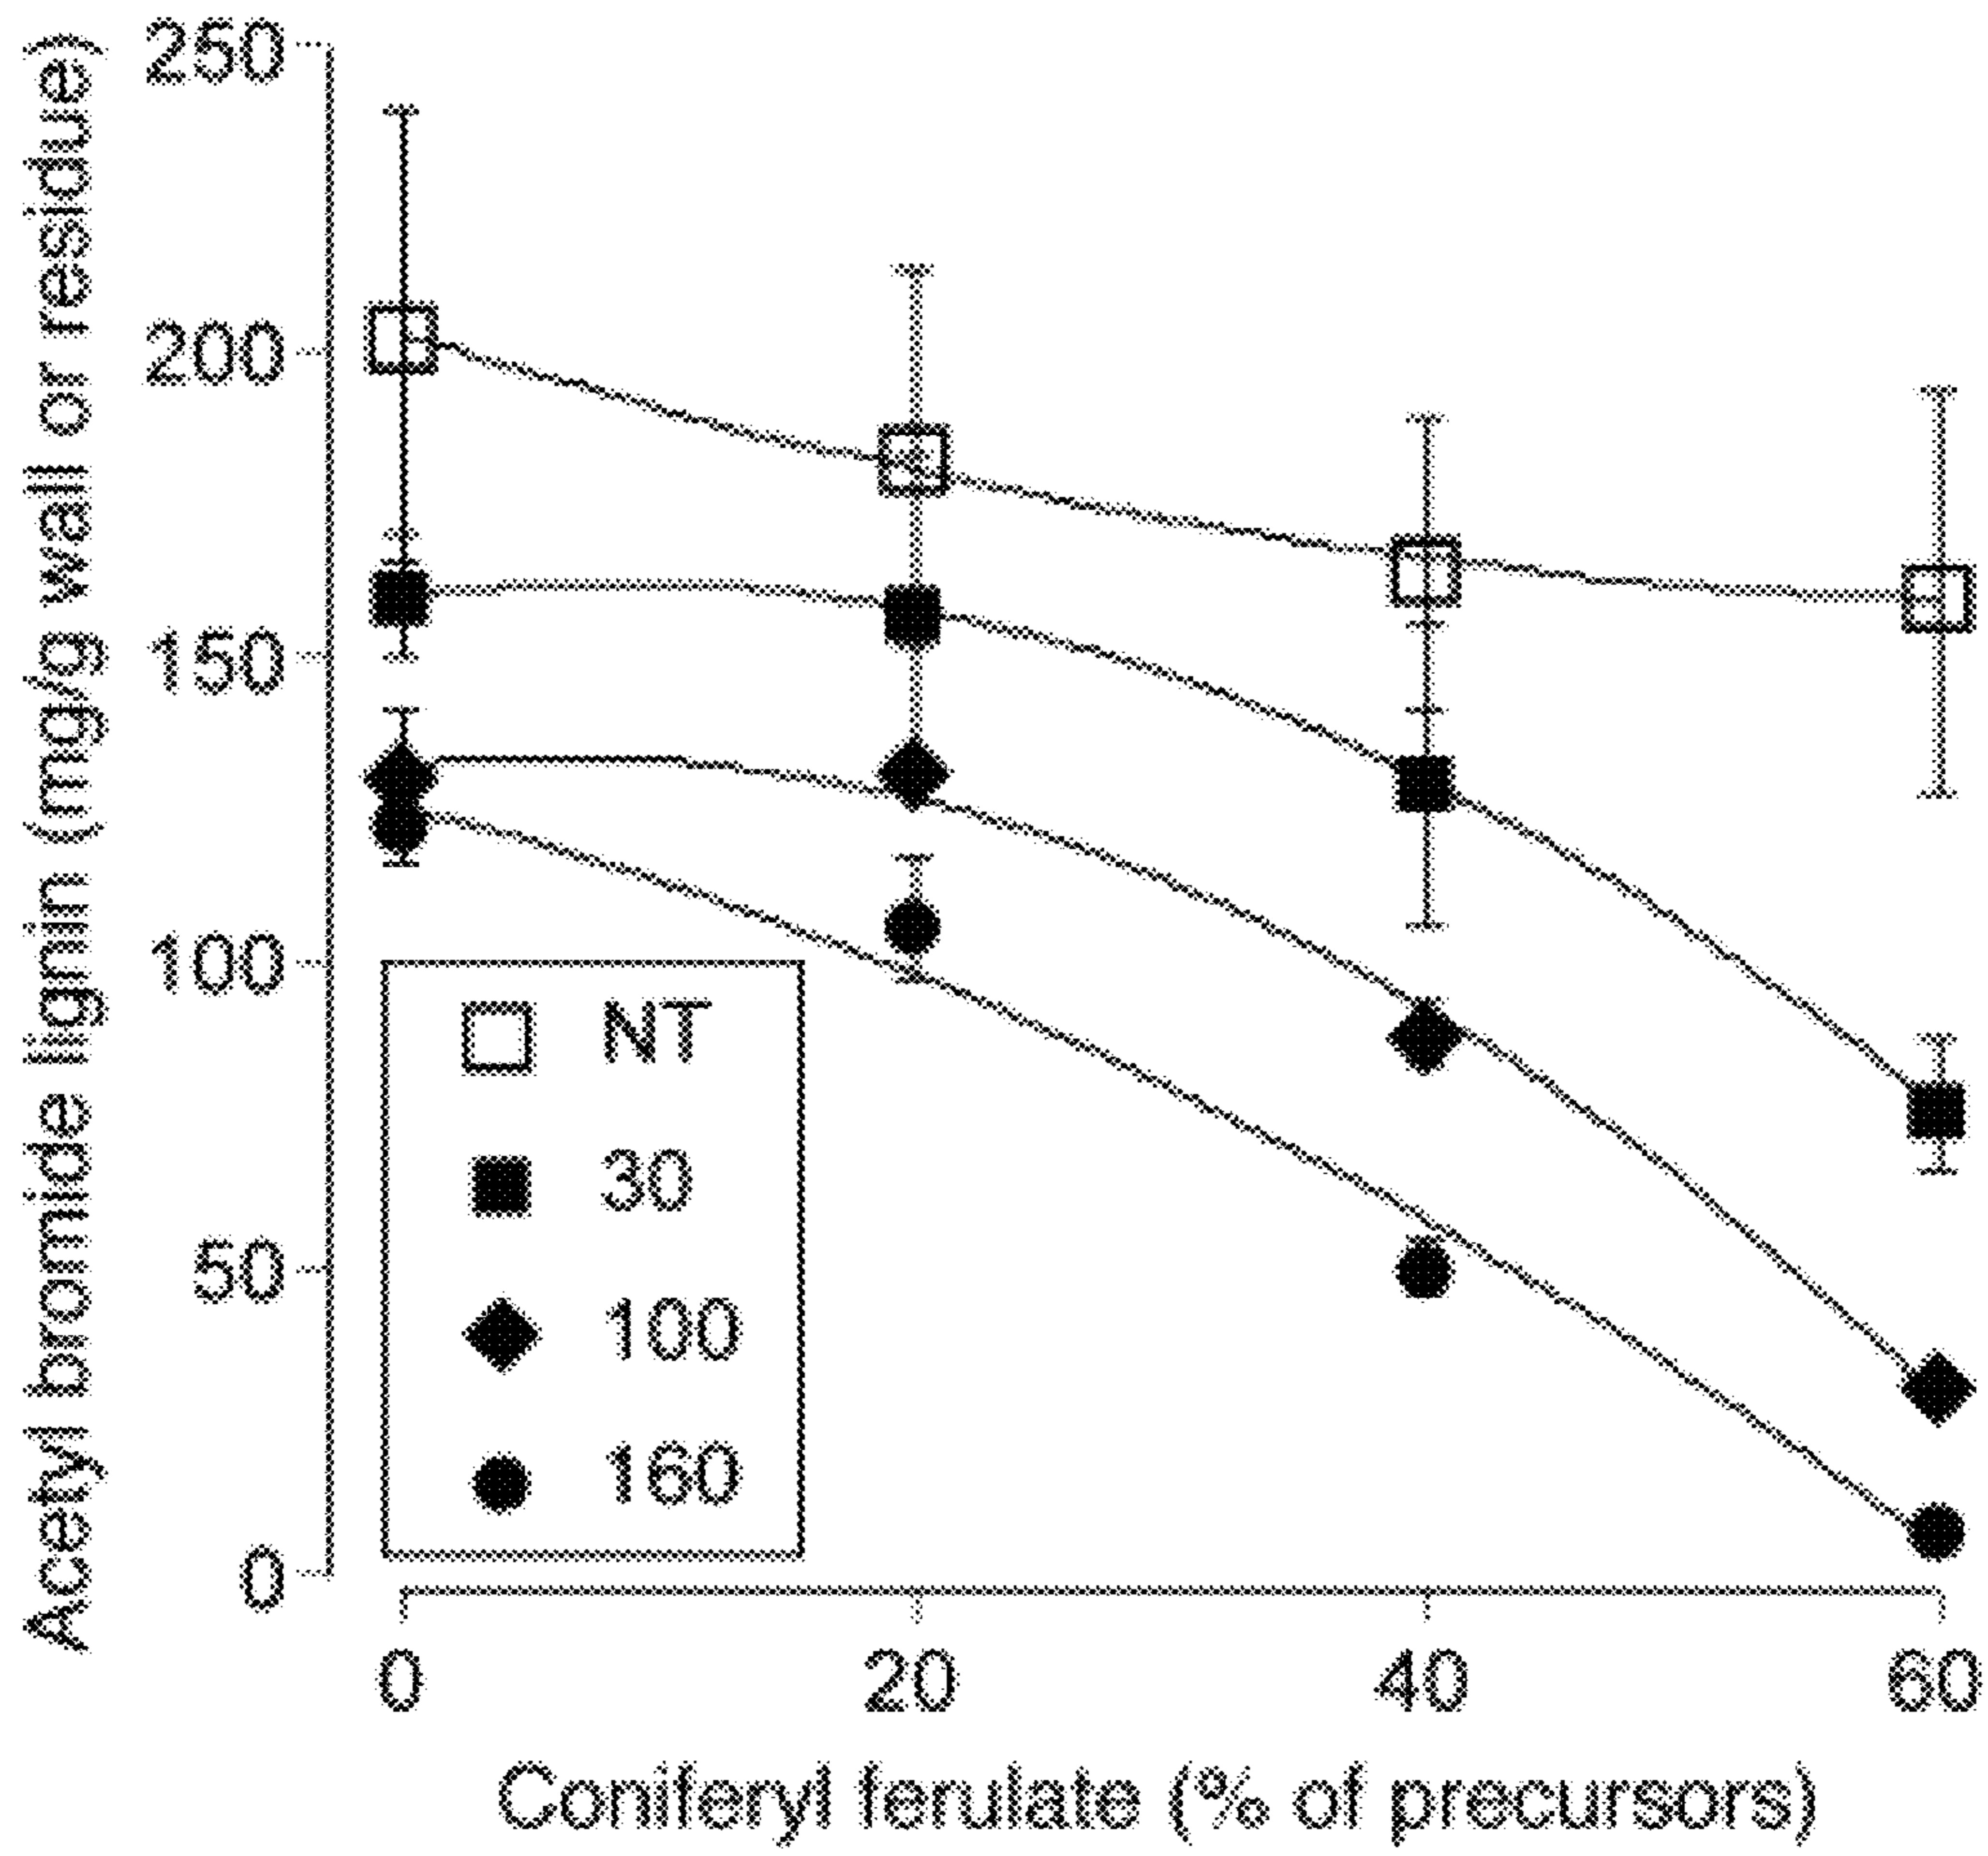 Acetyl bromide lignin (mg/g wall or residue)
250
200
150
100
50
0
NT
30
100
160
0 20 40 60
Coniferyl ferulate (% of precursors)